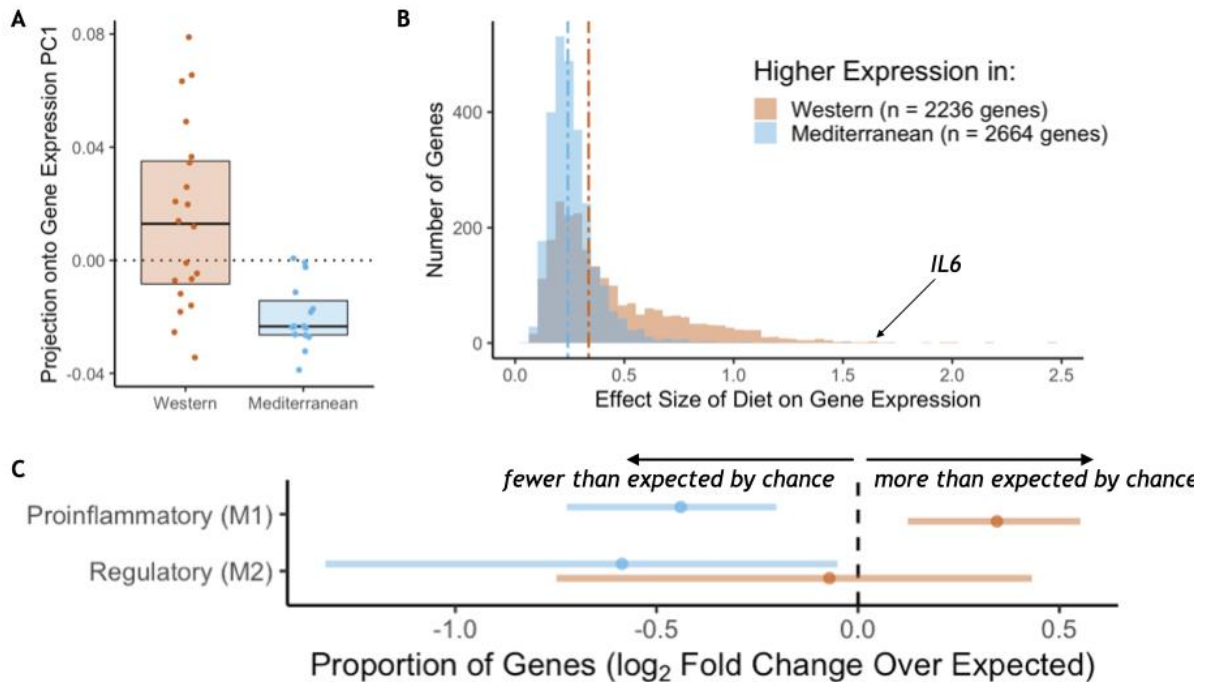 A
Projection onto Gene Expression PC1
0.08
0.04
0.00
-0.04
Western
Mediterranean
B
Number of Genes
400
200
0
Higher Expression in:
Western (n = 2236 genes)
Mediterranean (n = 2664 genes)
IL6
0.0
0.5
1.0
1.5
2.0
2.5
Effect Size of Diet on Gene Expression
C
fewer than expected by chance
more than expected by chance
Proinflammatory (M1)
Regulatory (M2)
-1.0
-0.5
0.0
0.5
Proportion of Genes (log₂ Fold Change Over Expected)